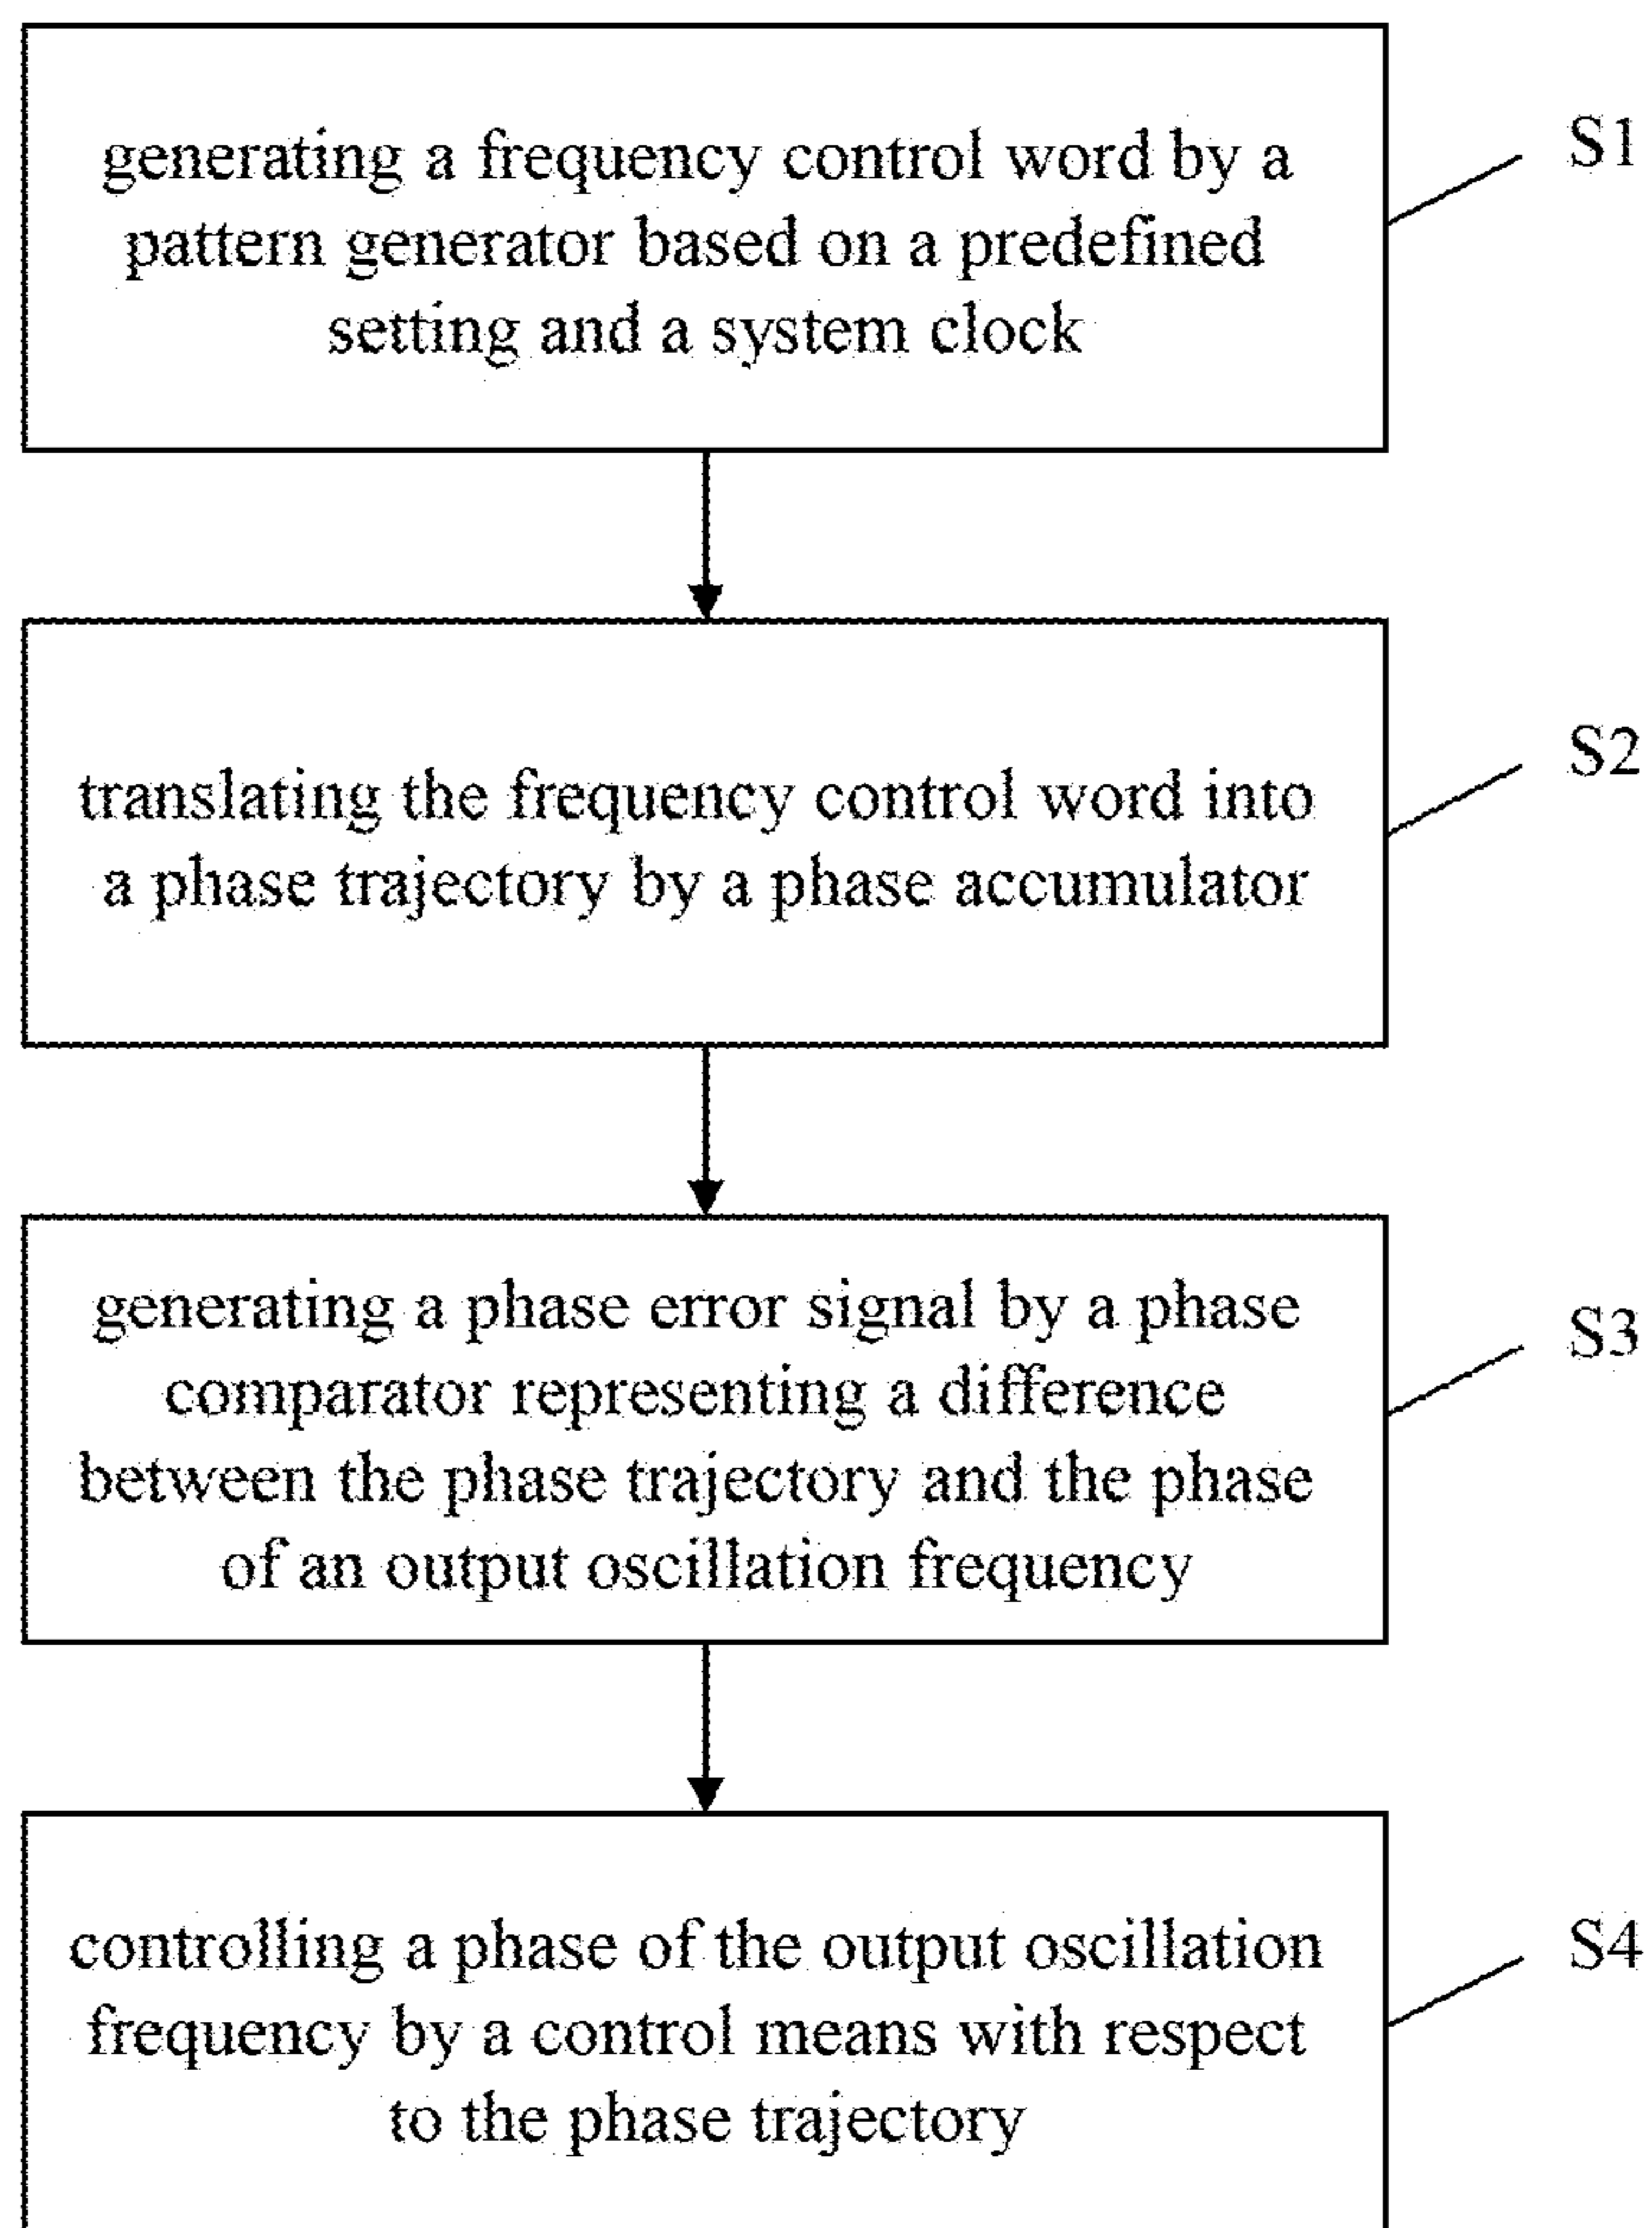 generating a frequency control word by a
pattern generator based on a predefined
setting and a system clock
S1
translating the frequency control word into
a phase trajectory by a phase accumulator
S2
generating a phase error signal by a phase
comparator representing a difference
between the phase trajectory and the phase
of an output oscillation frequency
S3
controlling a phase of the output oscillation
frequency by a control means with respect
to the phase trajectory
S4